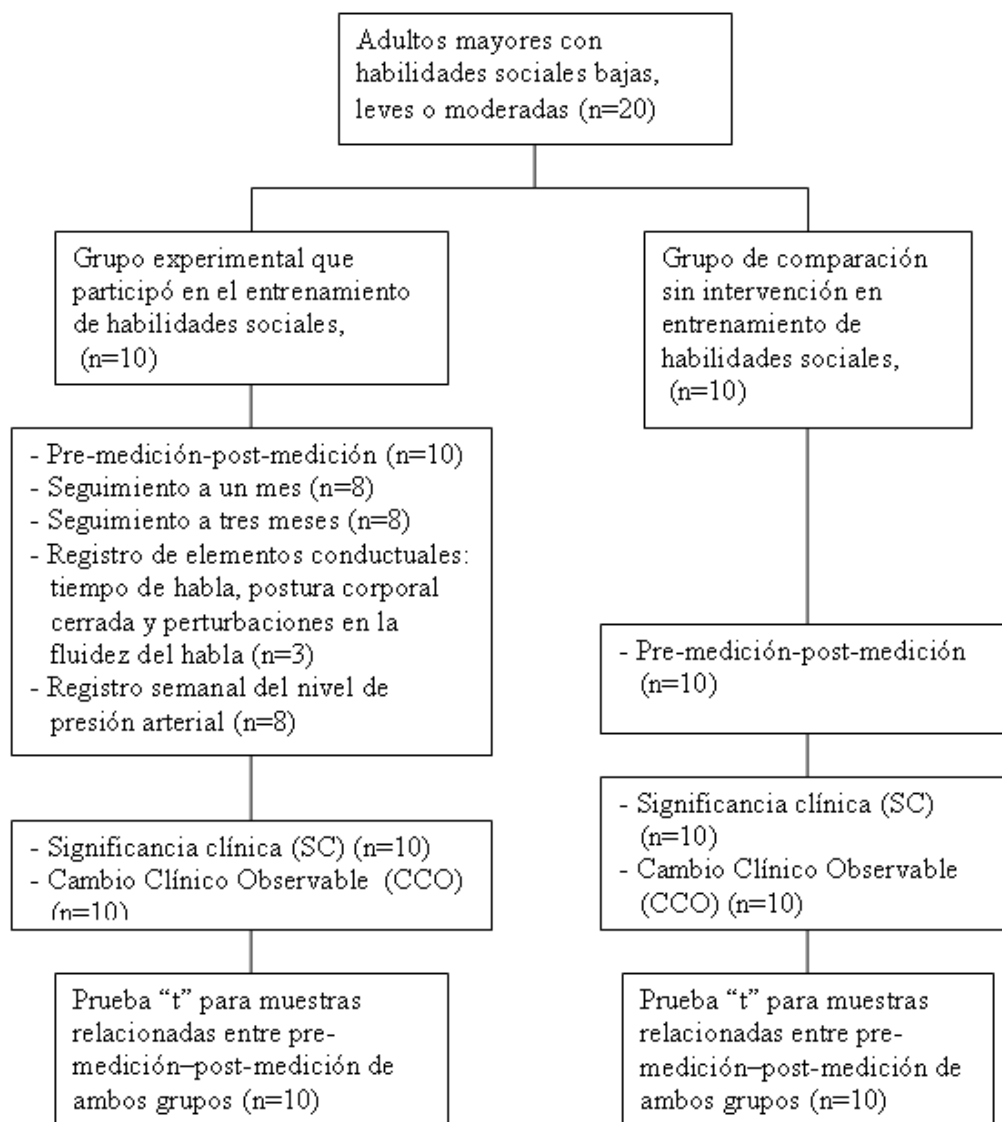 Adultos mayores con
habilidades sociales bajas,
leves o moderadas (n=20)
Grupo experimental que
participó en el entrenamiento
de habilidades sociales,
(n=10)
Grupo de comparación
sin intervención en
entrenamiento de
habilidades sociales,
(n=10)
- Pre-medición-post-medición (n=10)
- Seguimiento a un mes (n=8)
- Seguimiento a tres meses (n=8)
- Registro de elementos conductuales:
tiempo de habla, postura corporal
cerrada y perturbaciones en la
fluidez del habla (n=3)
- Registro semanal del nivel de
presión arterial (n=8)
- Pre-medición-post-medición
(n=10)
- Significancia clínica (SC) (n=10)
- Cambio Clínico Observable (CCO)
(n=10)
- Significancia clínica (SC)
(n=10)
- Cambio Clínico Observable
(CCO) (n=10)
Prueba “t” para muestras
relacionadas entre pre-
medición–post-medición de
ambos grupos (n=10)
Prueba “t” para muestras
relacionadas entre pre-
medición–post-medición de
ambos grupos (n=10)